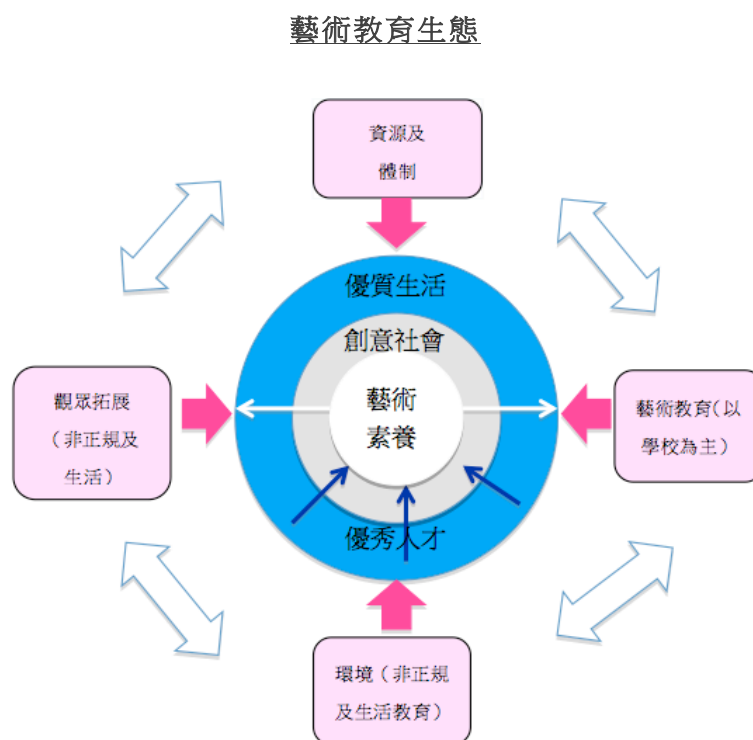 藝術教育生態
資源及
體制
優質生活
創意社會
藝術
素養
觀眾拓展
（非正規及
生活）
藝術教育(以
學校為主）
優秀人才
環境（非正規
及生活教育）